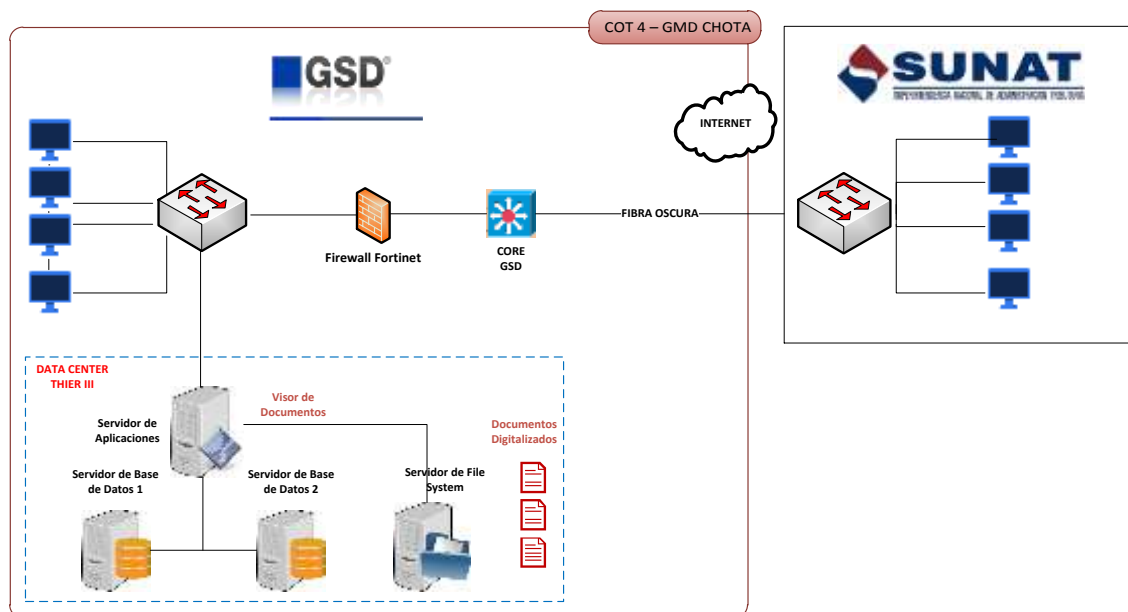 COT 4 – GMD CHOTA
GSD
SUNAT
INTERNET
FIBRA OSCURA
Firewall Fortinet
CORE
GSD
DATA CENTER
THIER III
Visor de
Documentos
Servidor de
Aplicaciones
Documentos
Digitalizados
Servidor de Base
de Datos 1
Servidor de Base
de Datos 2
Servidor de File
System